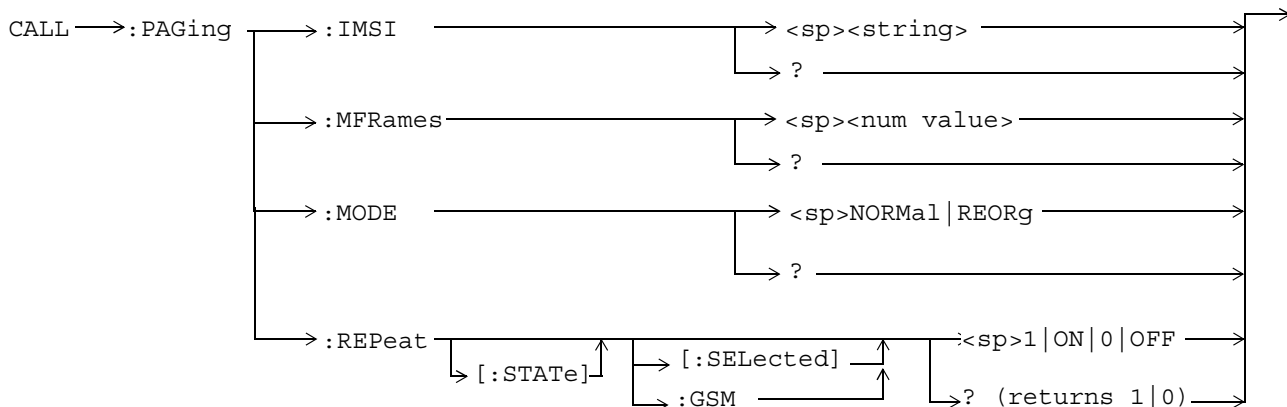 CALL :PAGing :IMSI <sp><string>
?
:MFRames <sp><num value>
?
:MODE <sp>NORMal|REORg
?
:REPeat <sp>1|ON|0|OFF
[:STATe] [:SELected]
:GSM ? (returns 1|0)